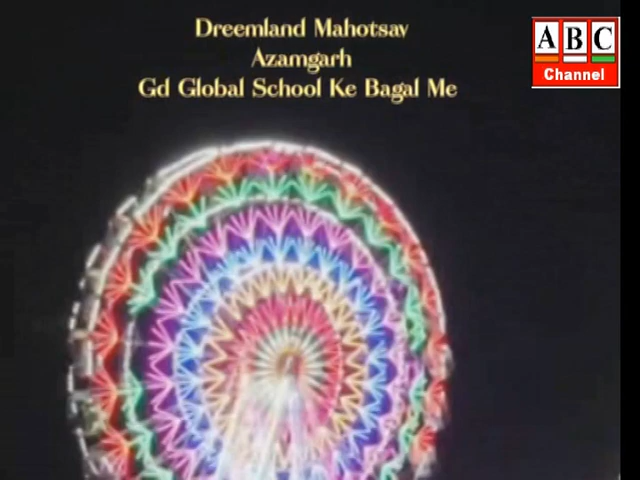 Dreemland Mahotsav
Azamgarh
Gd Global School Ke Bagal Me
ABC
Channel